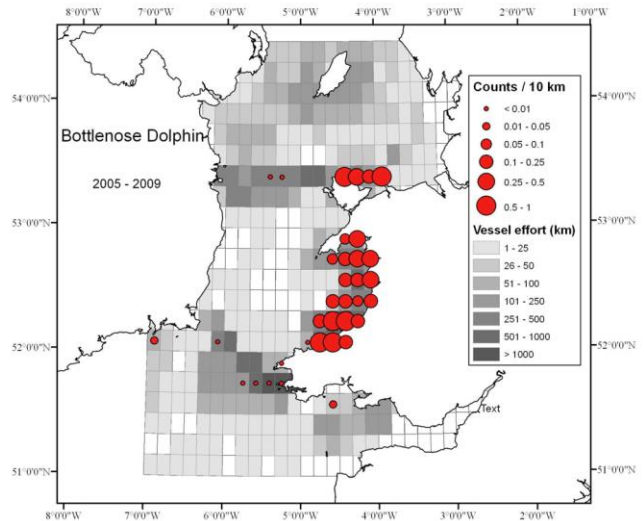 8°0'0"W 7°0'0"W 6°0'0"W 5°0'0"W 4°0'0"W 3°0'0"W 2°0'0"W 1°0'0"W
54°0'0"N
54°0'0"N
Bottlenose Dolphin
2005 - 2009
53°0'0"N
53°0'0"N
52°0'0"N
52°0'0"N
51°0'0"N
51°0'0"N
Counts / 10 km
< 0.01
0.01 - 0.05
0.05 - 0.1
0.1 - 0.25
0.25 - 0.5
0.5 - 1
Vessel effort (km)
1 - 25
26 - 50
51 - 100
101 - 250
251 - 500
501 - 1000
> 1000
Text
8°0'0"W 7°0'0"W 6°0'0"W 5°0'0"W 4°0'0"W 3°0'0"W 2°0'0"W